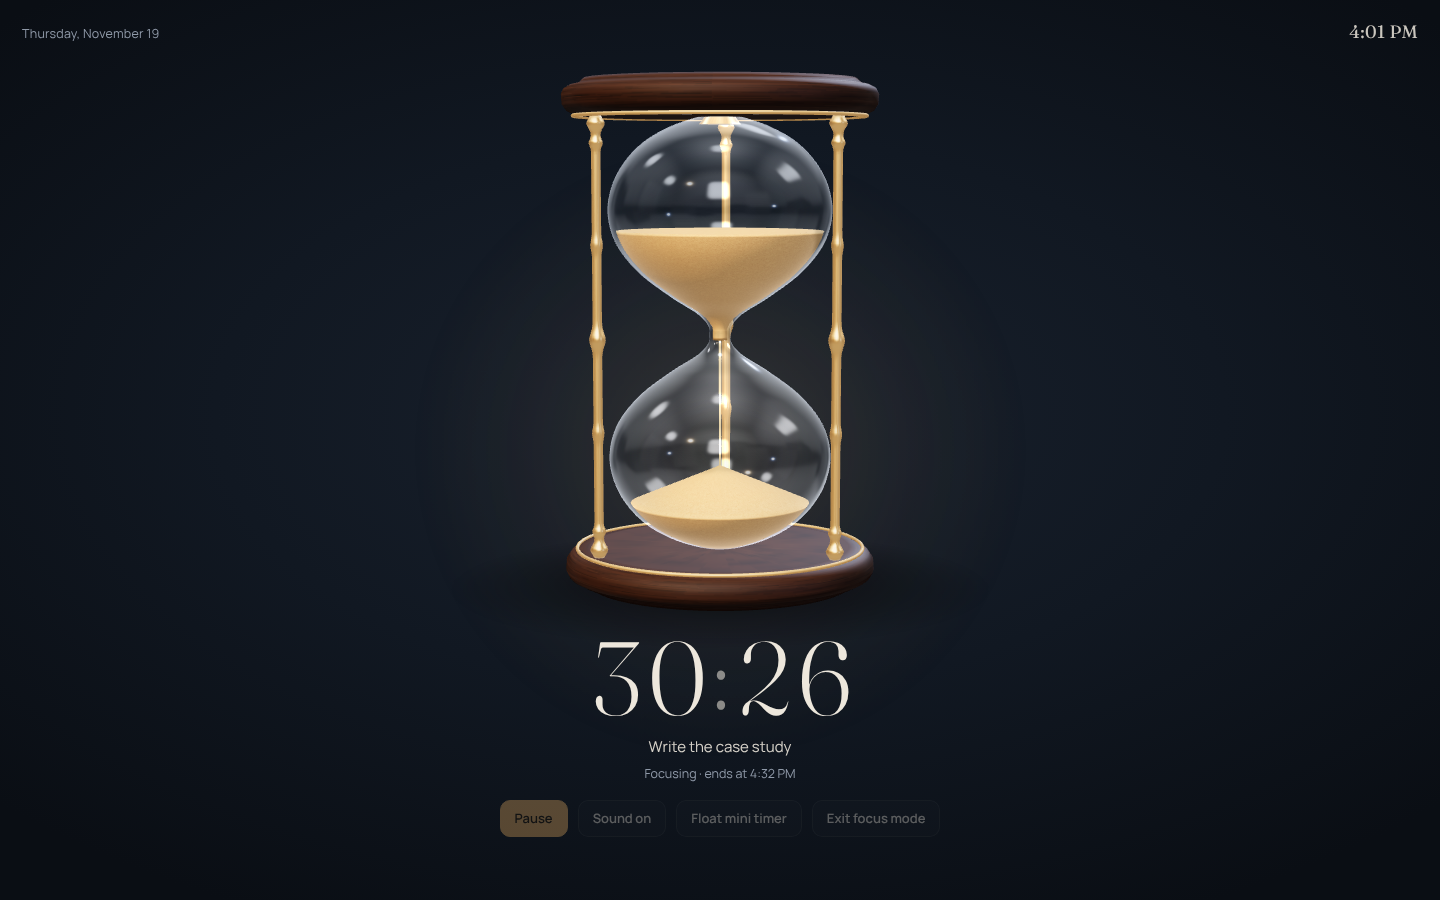 Thursday, November 19
4:01 PM
30:26
Write the case study
Focusing · ends at 4:32 PM
Pause
Sound on
Float mini timer
Exit focus mode